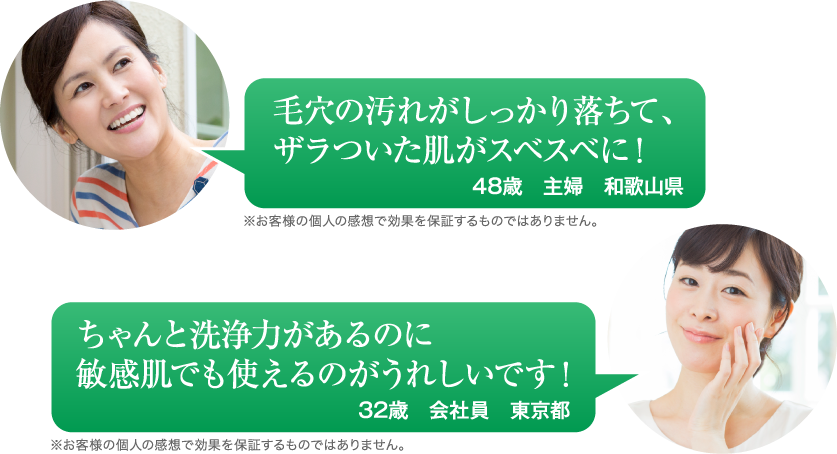 毛穴の汚れがしっかり落ちて、
ザラついた肌がスベスベに！
48歳　主婦　和歌山県
※お客様の個人の感想で効果を保証するものではありません。
ちゃんと洗浄力があるのに
敏感肌でも使えるのがうれしいです！
32歳　会社員　東京都
※お客様の個人の感想で効果を保証するものではありません。